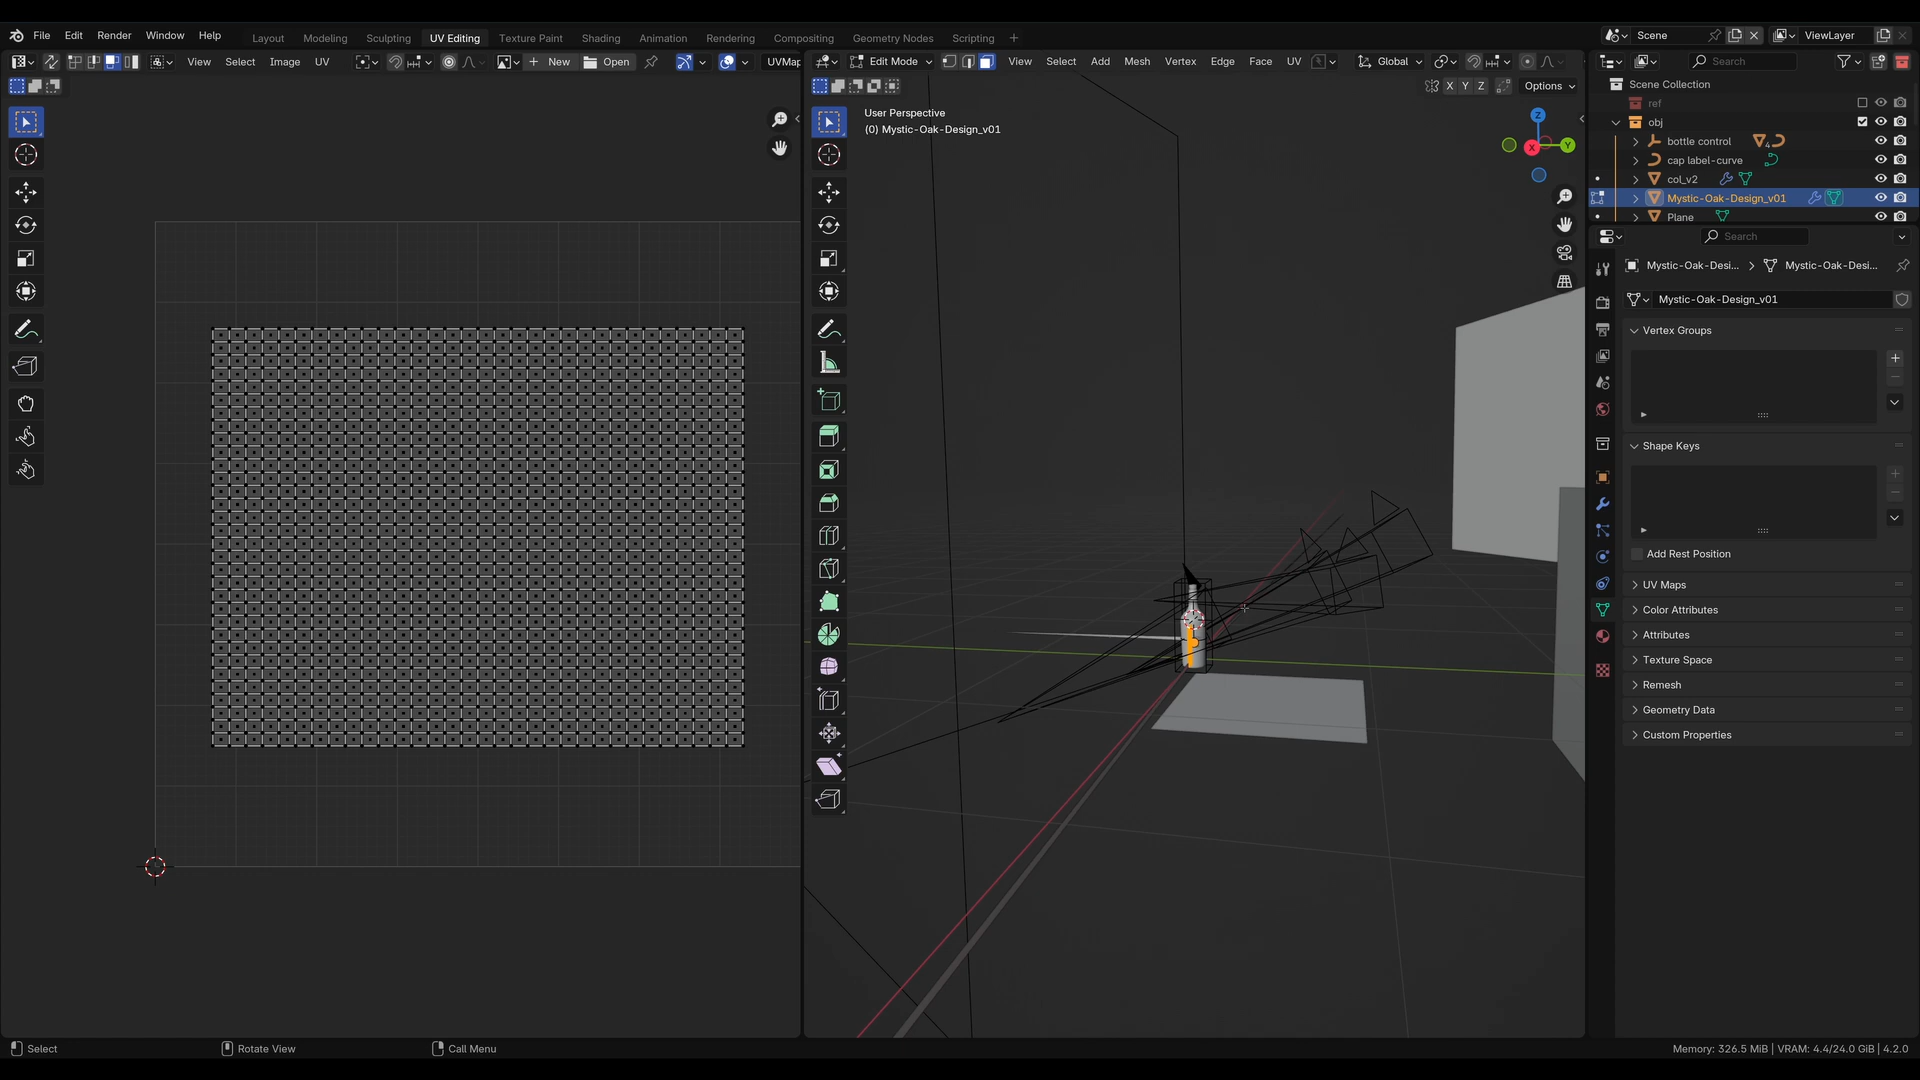 File Edit Render Window Help Layout Modeling Sculpting UV Editing Texture Paint Shading Animation Rendering Compositing Geometry Nodes Scripting + Scene ViewLayer
View Select Image UV New Open UVMap
Edit Mode View Select Add Mesh Vertex Edge Face UV Global
Search
X Y Z Options
User Perspective
(0) Mystic-Oak-Design_v01
Z
Y
X
Scene Collection
ref
obj
bottle control 4
cap label-curve
col_v2
Mystic-Oak-Design_v01
Plane
Search
Mystic-Oak-Desi... Mystic-Oak-Desi...
Mystic-Oak-Design_v01
Vertex Groups
Shape Keys
Add Rest Position
UV Maps
Color Attributes
Attributes
Texture Space
Remesh
Geometry Data
Custom Properties
Select Rotate View Call Menu Memory: 326.5 MiB | VRAM: 4.4/24.0 GiB | 4.2.0